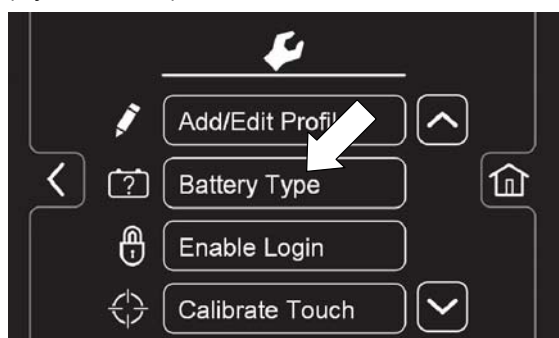 Add/Edit Profil
? Battery Type
Enable Login
Calibrate Touch